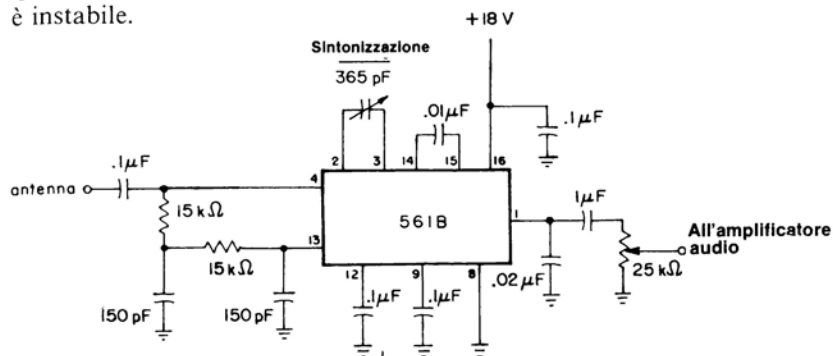 è instabile.
+18 V
Sintonizzazione
365 pF
.01µF
.1µF
2
3
14
15
16
.1µF
antenna
4
15 kΩ
561B
1
1µF
All'amplificatore
audio
13
15 kΩ
25 kΩ
.02µF
12
9
8
150 pF
150 pF
.1µF
.1µF